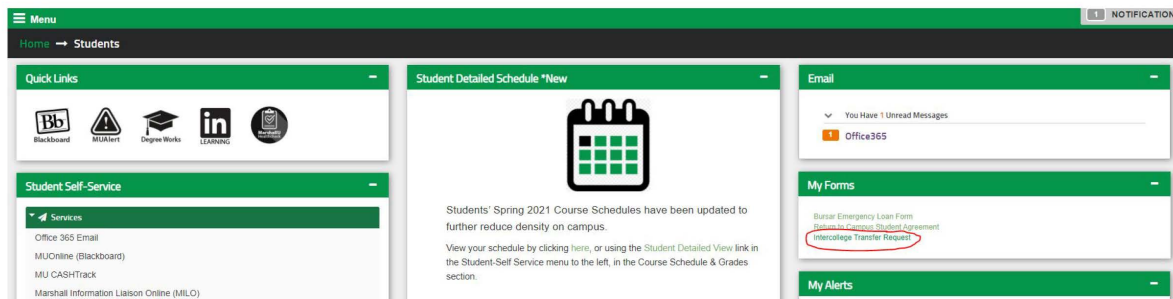 Menu
1 NOTIFICATION
Home → Students
Quick Links
Bb
Blackboard
MUAlert
Degree Works
in
LEARNING
Student Self-Service
Services
Office 365 Email
MUOnline (Blackboard)
MU CASHTrack
Marshall Information Liaison Online (MILO)
Student Detailed Schedule *New
Students' Spring 2021 Course Schedules have been updated to
further reduce density on campus.
View your schedule by clicking here, or using the Student Detailed View link in
the Student-Self Service menu to the left, in the Course Schedule & Grades
section.
Email
You Have 1 Unread Messages
1 Office365
My Forms
Bursar Emergency Loan Form
Return to Campus Student Agreement
Intercollege Transfer Request
My Alerts